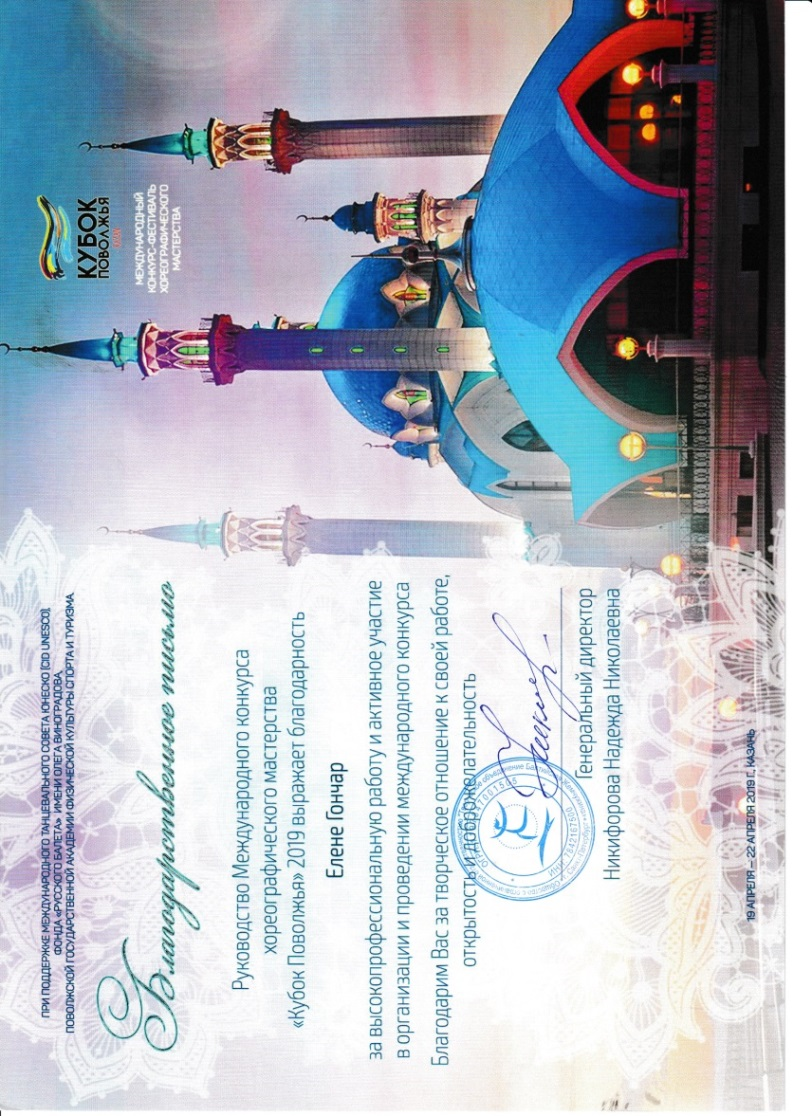 ПРИ ПОДДЕРЖКЕ МЕЖДУНАРОДНОГО ТАНЦЕВАЛЬНОГО СОВЕТА ЮНЕСКО (CID UNESCO),
ФОНДА «РУССКОГО БАЛЕТА» ИМЕНИ ОЛЕГА ВИНОГРАДОВА,
ПОВОЛЖСКОЙ ГОСУДАРСТВЕННОЙ АКАДЕМИИ ФИЗИЧЕСКОЙ КУЛЬТУРЫ СПОРТА И ТУРИЗМА
КУБОК
ПОВОЛЖЬЯ
МЕЖДУНАРОДНЫЙ
КОНКУРС-ФЕСТИВАЛЬ
ХОРЕОГРАФИЧЕСКОГО
МАСТЕРСТВА
Благодарственное письмо
Руководство Международного конкурса
хореографического мастерства
«Кубок Поволжья» 2019 выражает благодарность
Елене Гончар
за высокопрофессиональную работу и активное участие
в организации и проведении международного конкурса
Благодарим Вас за творческое отношение к своей работе,
открытость и доброжелательность
Генеральный директор
Никифорова Надежда Николаевна
19 АПРЕЛЯ – 22 АПРЕЛЯ 2019 Г., КАЗАНЬ